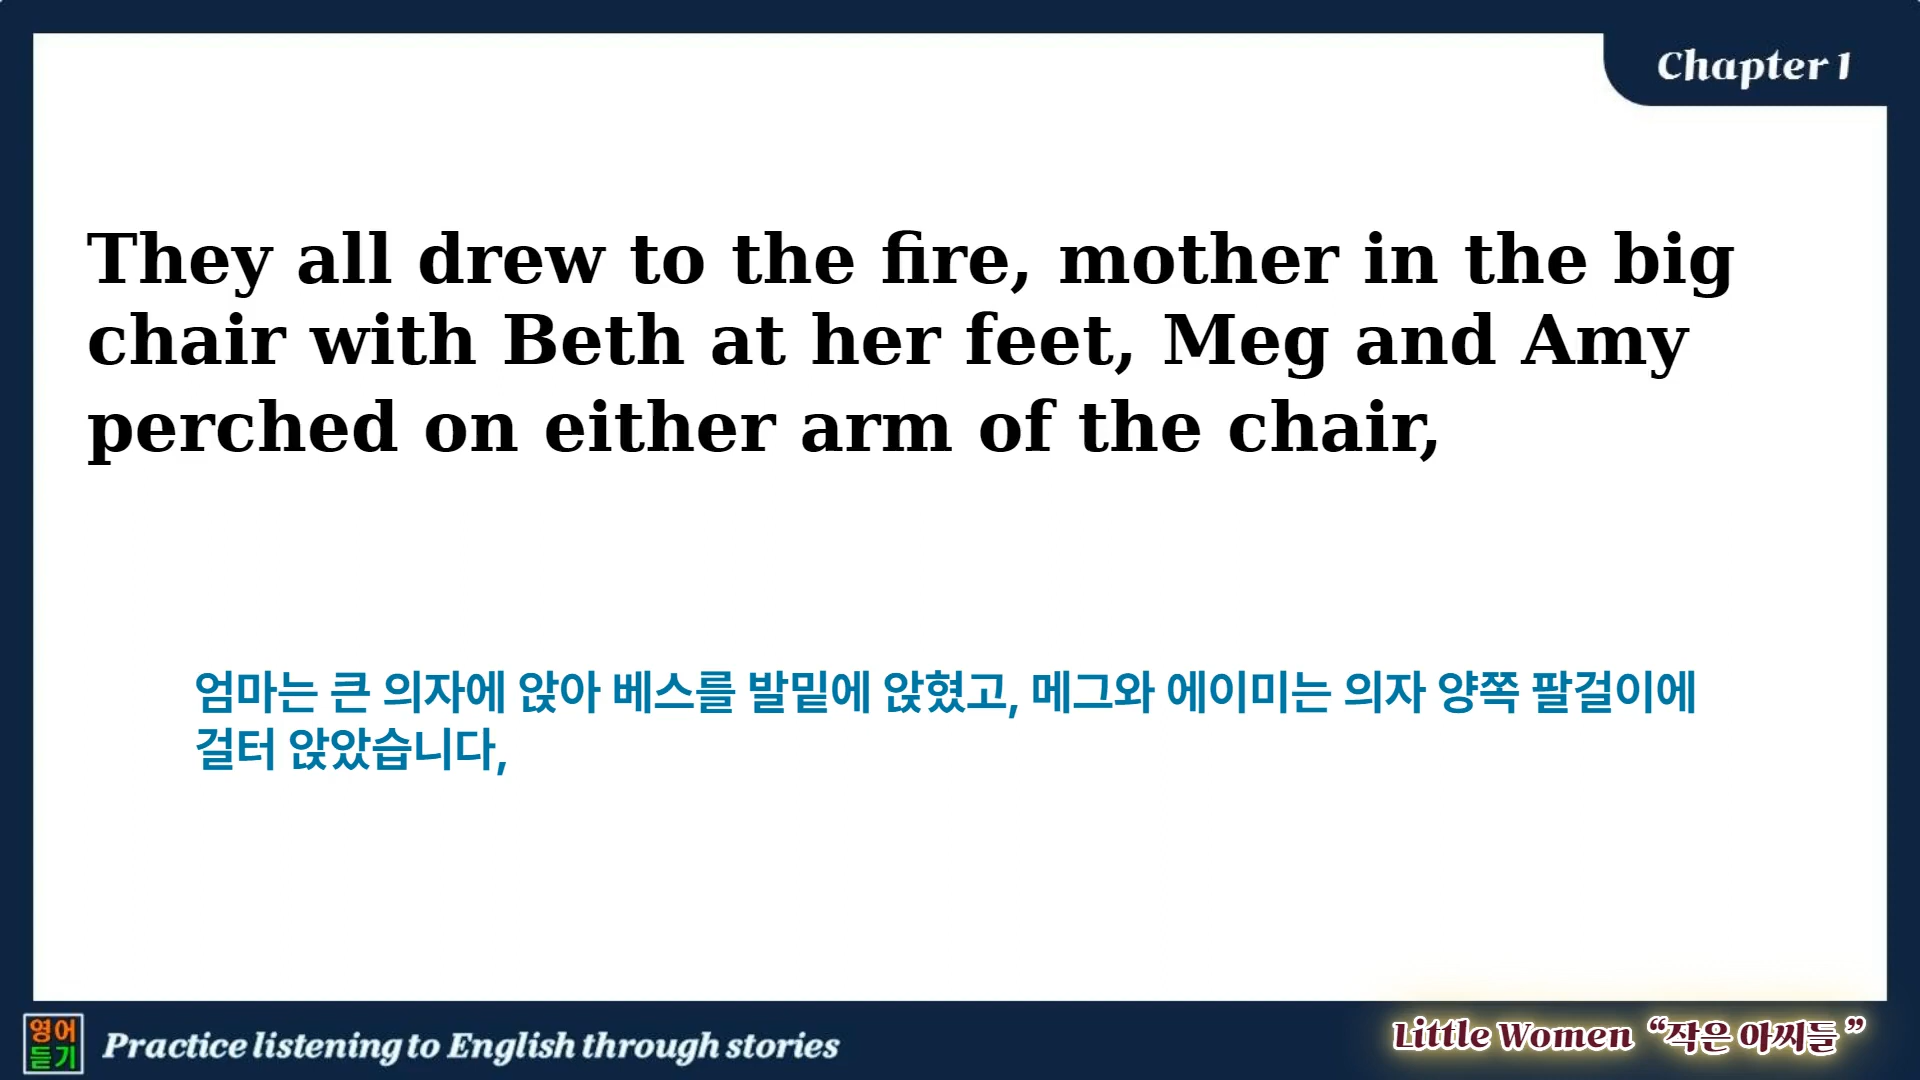 Chapter 1
They all drew to the fire, mother in the big
chair with Beth at her feet, Meg and Amy
perched on either arm of the chair,
엄마는 큰 의자에 앉아 베스를 발밑에 앉혔고, 메그와 에이미는 의자 양쪽 팔걸이에
걸터 앉았습니다,
영어
듣기
Practice listening to English through stories
Little Women “작은 아씨들”